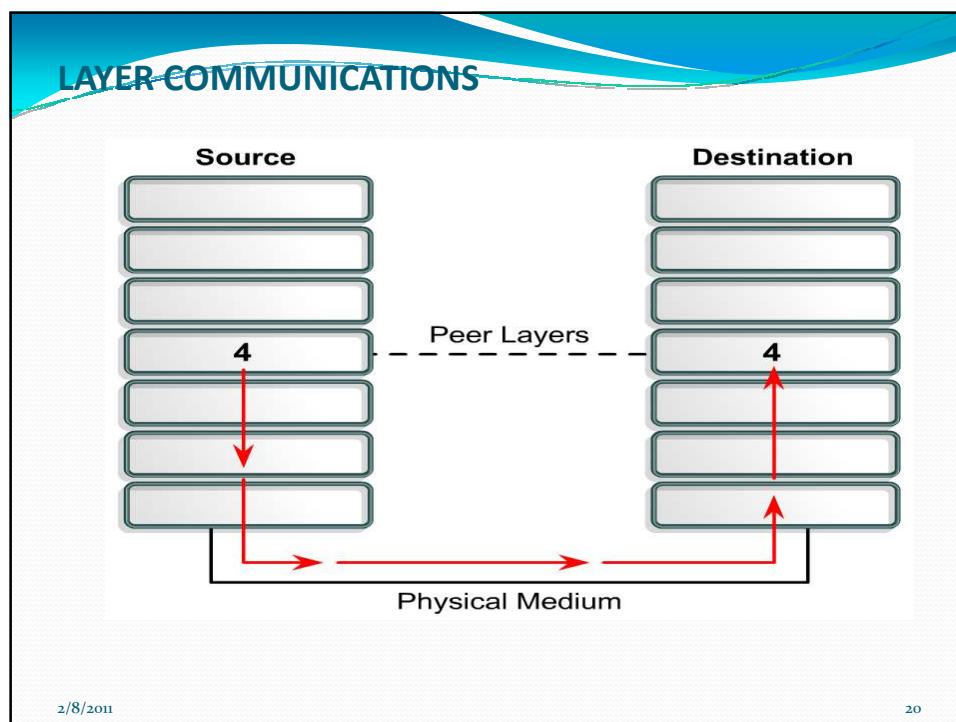 LAYER COMMUNICATIONS
Source
Destination
Peer Layers
4
4
Physical Medium
2/8/2011
20